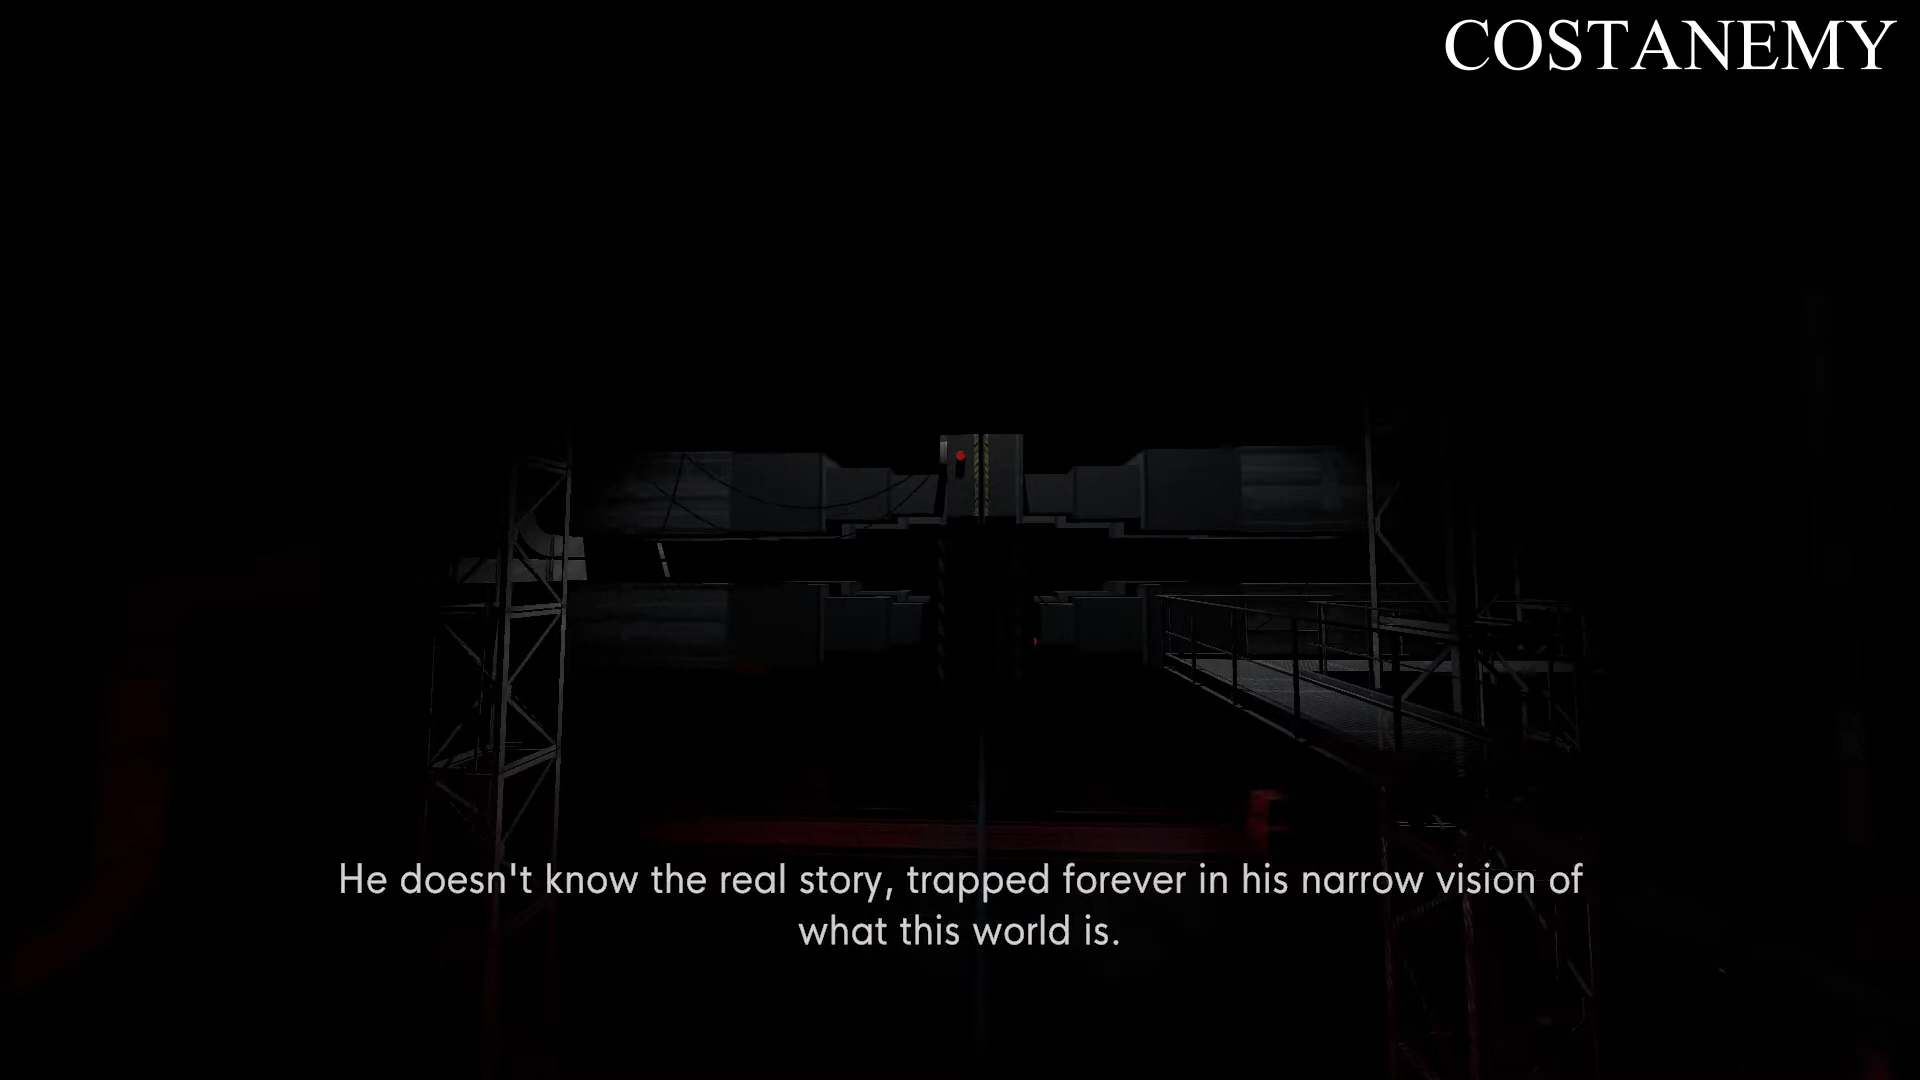 COSTANEMY
He doesn't know the real story, trapped forever in his narrow vision of
what this world is.